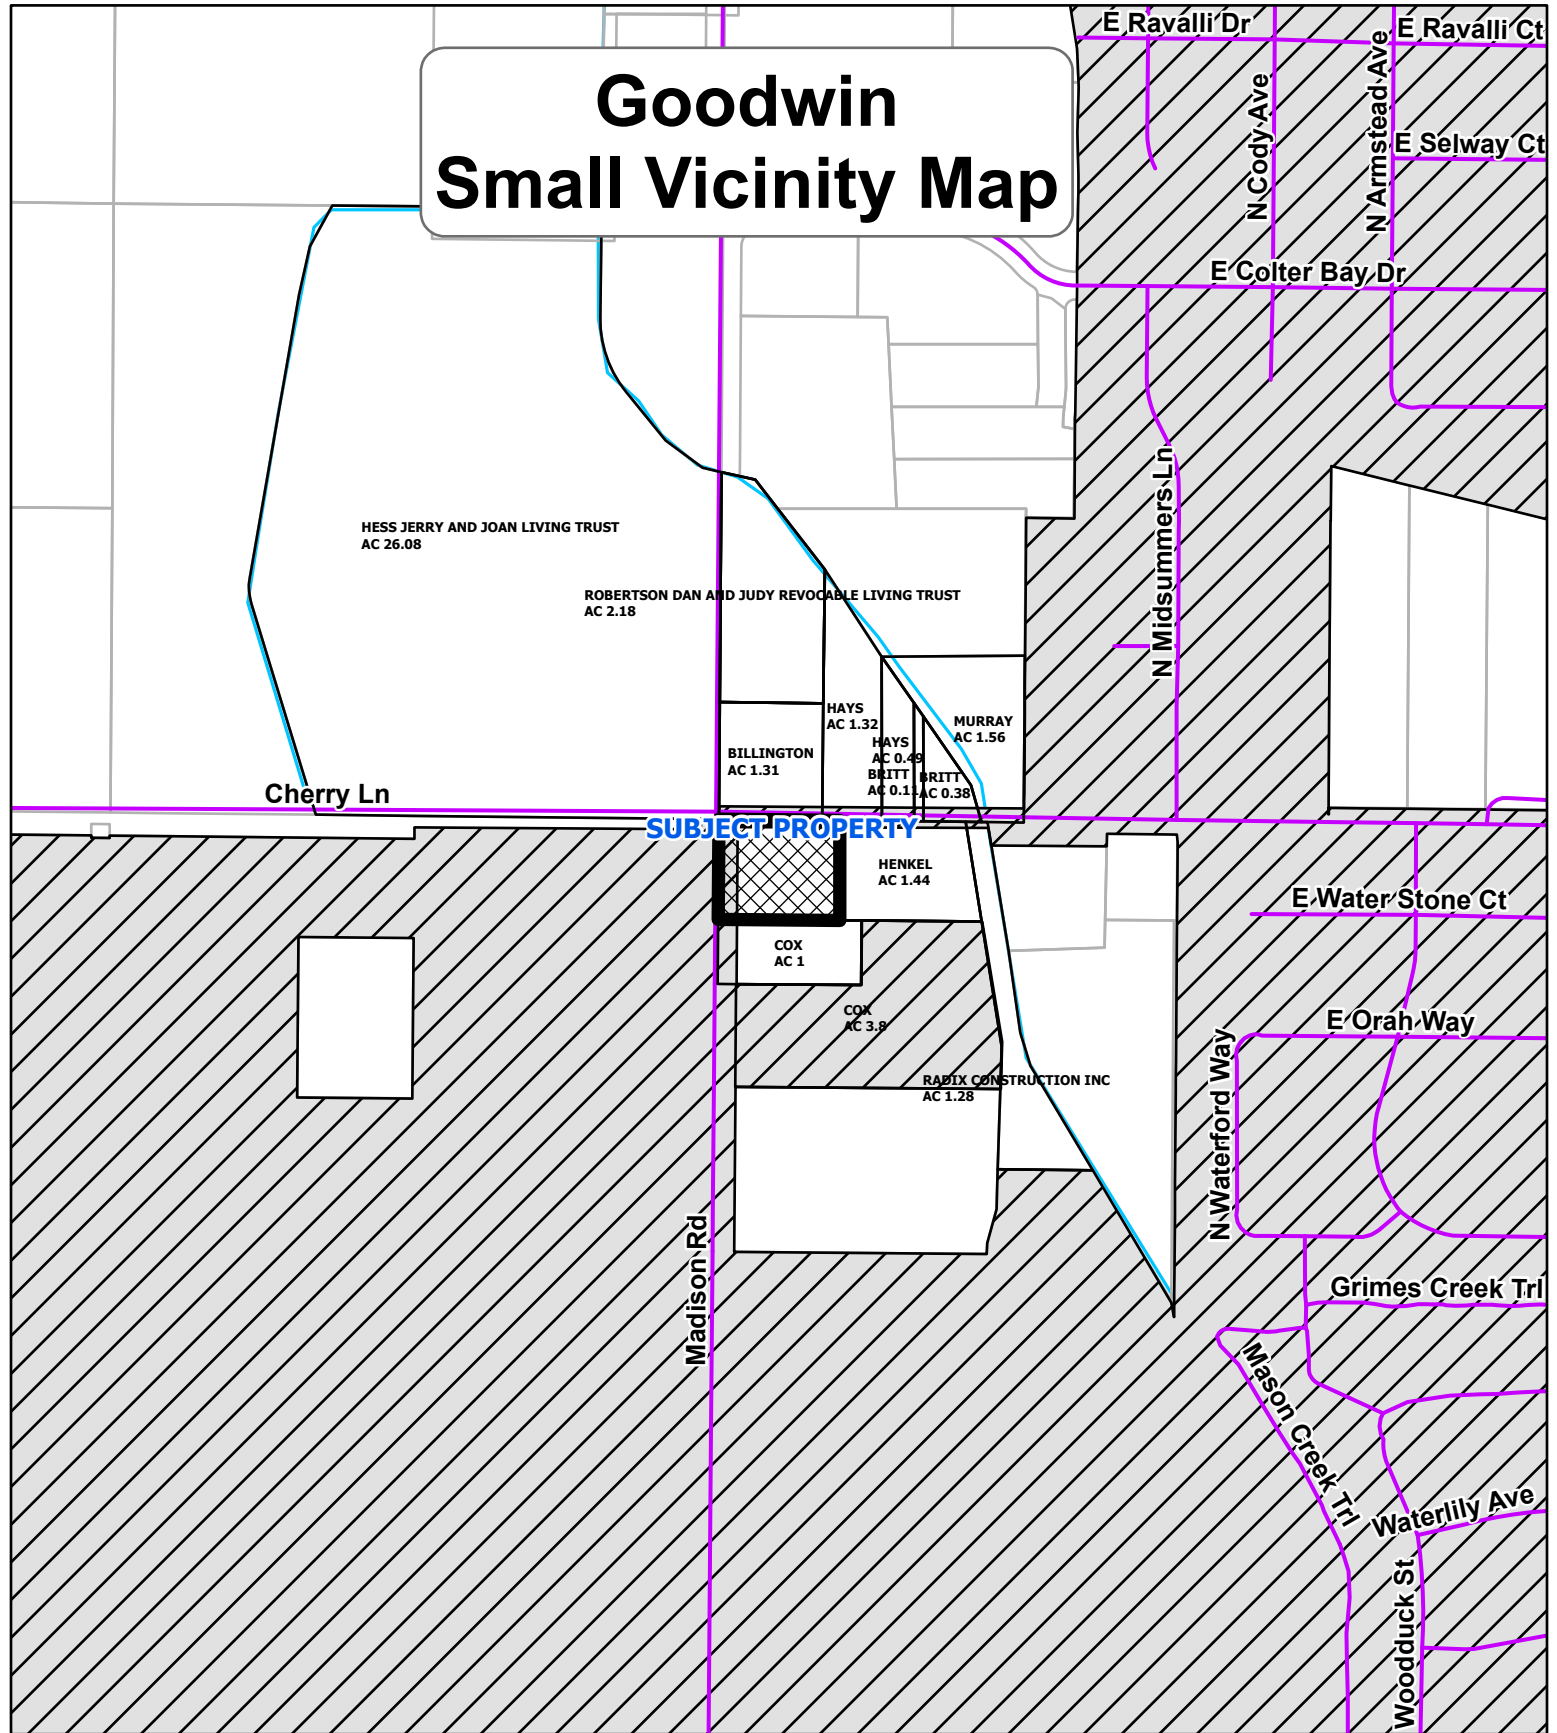 E Ravalli Dr
E Ravalli Ct
Goodwin
Small Vicinity Map
N Cody Ave
N Armstead Ave
E Selway Ct
E Colter Bay Dr
N Midsummers Ln
HESS JERRY AND JOAN LIVING TRUST
AC 26.08
ROBERTSON DAN AND JUDY REVOCABLE LIVING TRUST
AC 2.18
HAYS
AC 1.32
MURRAY
AC 1.56
HAYS
AC 0.49
BILLINGTON
AC 1.31
BRITT
AC 0.11
BRITT
AC 0.38
Cherry Ln
SUBJECT PROPERTY
HENKEL
AC 1.44
E Water Stone Ct
COX
AC 1
COX
AC 3.8
E Orah Way
N Waterford Way
RADIX CONSTRUCTION INC
AC 1.28
Madison Rd
Grimes Creek Trl
Mason Creek Trl
Waterlily Ave
Woodduck St